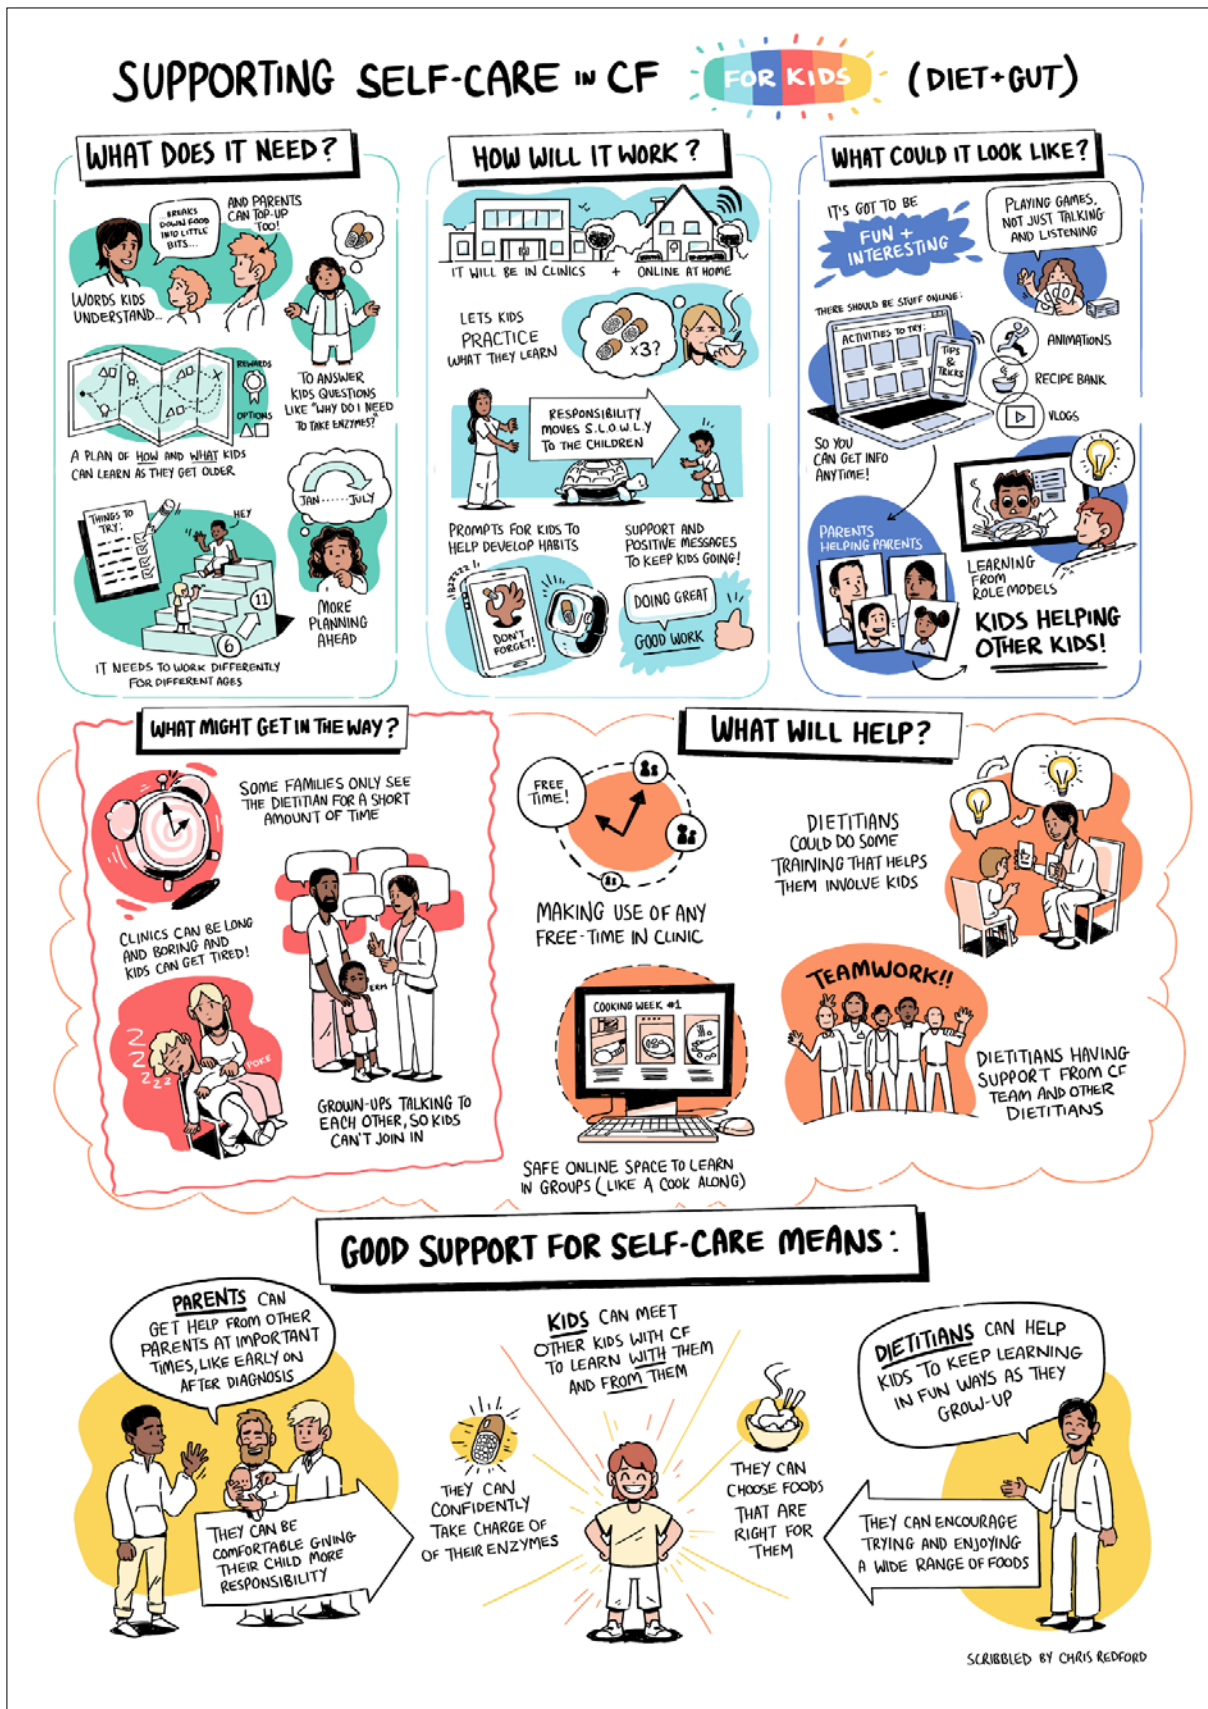 SUPPORTING SELF-CARE IN CF FOR KIDS (DIET+GUT)
WHAT DOES IT NEED?
...BREAKS
DOWN FOOD
INTO LITTLE
BITS...
AND PARENTS
CAN TOP-UP
TOO!
WORDS KIDS
UNDERSTAND...
TO ANSWER
KIDS QUESTIONS
LIKE "WHY DO I NEED
TO TAKE ENZYMES?"
REWARDS
OPTIONS
A PLAN OF HOW AND WHAT KIDS
CAN LEARN AS THEY GET OLDER
THINGS TO
TRY:
HEY
11
6
IT NEEDS TO WORK DIFFERENTLY
FOR DIFFERENT AGES
JAN......JULY
MORE
PLANNING
AHEAD
HOW WILL IT WORK?
IT WILL BE IN CLINICS + ONLINE AT HOME
LETS KIDS
PRACTICE
WHAT THEY LEARN
x3?
RESPONSIBILITY
MOVES S.L.O.W.L.Y
TO THE CHILDREN
PROMPTS FOR KIDS TO
HELP DEVELOP HABITS
DON'T
FORGET!
SUPPORT AND
POSITIVE MESSAGES
TO KEEP KIDS GOING!
DOING GREAT
GOOD WORK
WHAT COULD IT LOOK LIKE?
IT'S GOT TO BE
FUN +
INTERESTING
PLAYING GAMES,
NOT JUST TALKING
AND LISTENING
THERE SHOULD BE STUFF ONLINE:
ACTIVITIES TO TRY:
TIPS
&
TRICKS
ANIMATIONS
RECIPE BANK
VLOGS
SO YOU
CAN GET INFO
ANYTIME!
PARENTS
HELPING PARENTS
LEARNING
FROM
ROLE MODELS
KIDS HELPING
OTHER KIDS!
WHAT MIGHT GET IN THE WAY?
SOME FAMILIES ONLY SEE
THE DIETITIAN FOR A SHORT
AMOUNT OF TIME
CLINICS CAN BE LONG
AND BORING AND
KIDS CAN GET TIRED!
Z
Z
ZZZ
POKE
ERM
GROWN-UPS TALKING TO
EACH OTHER, SO KIDS
CAN'T JOIN IN
WHAT WILL HELP?
FREE
TIME!
MAKING USE OF ANY
FREE-TIME IN CLINIC
DIETITIANS
COULD DO SOME
TRAINING THAT HELPS
THEM INVOLVE KIDS
COOKING WEEK #1
SAFE ONLINE SPACE TO LEARN
IN GROUPS (LIKE A COOK ALONG)
TEAMWORK!!
DIETITIANS HAVING
SUPPORT FROM CF
TEAM AND OTHER
DIETITIANS
GOOD SUPPORT FOR SELF-CARE MEANS:
PARENTS CAN
GET HELP FROM OTHER
PARENTS AT IMPORTANT
TIMES, LIKE EARLY ON
AFTER DIAGNOSIS
THEY CAN BE
COMFORTABLE GIVING
THEIR CHILD MORE
RESPONSIBILITY
KIDS CAN MEET
OTHER KIDS WITH CF
TO LEARN WITH THEM
AND FROM THEM
THEY CAN
CONFIDENTLY
TAKE CHARGE OF
OF THEIR ENZYMES
THEY CAN
CHOOSE FOODS
THAT ARE
RIGHT FOR
THEM
DIETITIANS CAN HELP
KIDS TO KEEP LEARNING
IN FUN WAYS AS THEY
GROW-UP
THEY CAN ENCOURAGE
TRYING AND ENJOYING
A WIDE RANGE OF FOODS
SCRIBBLED BY CHRIS REDFORD